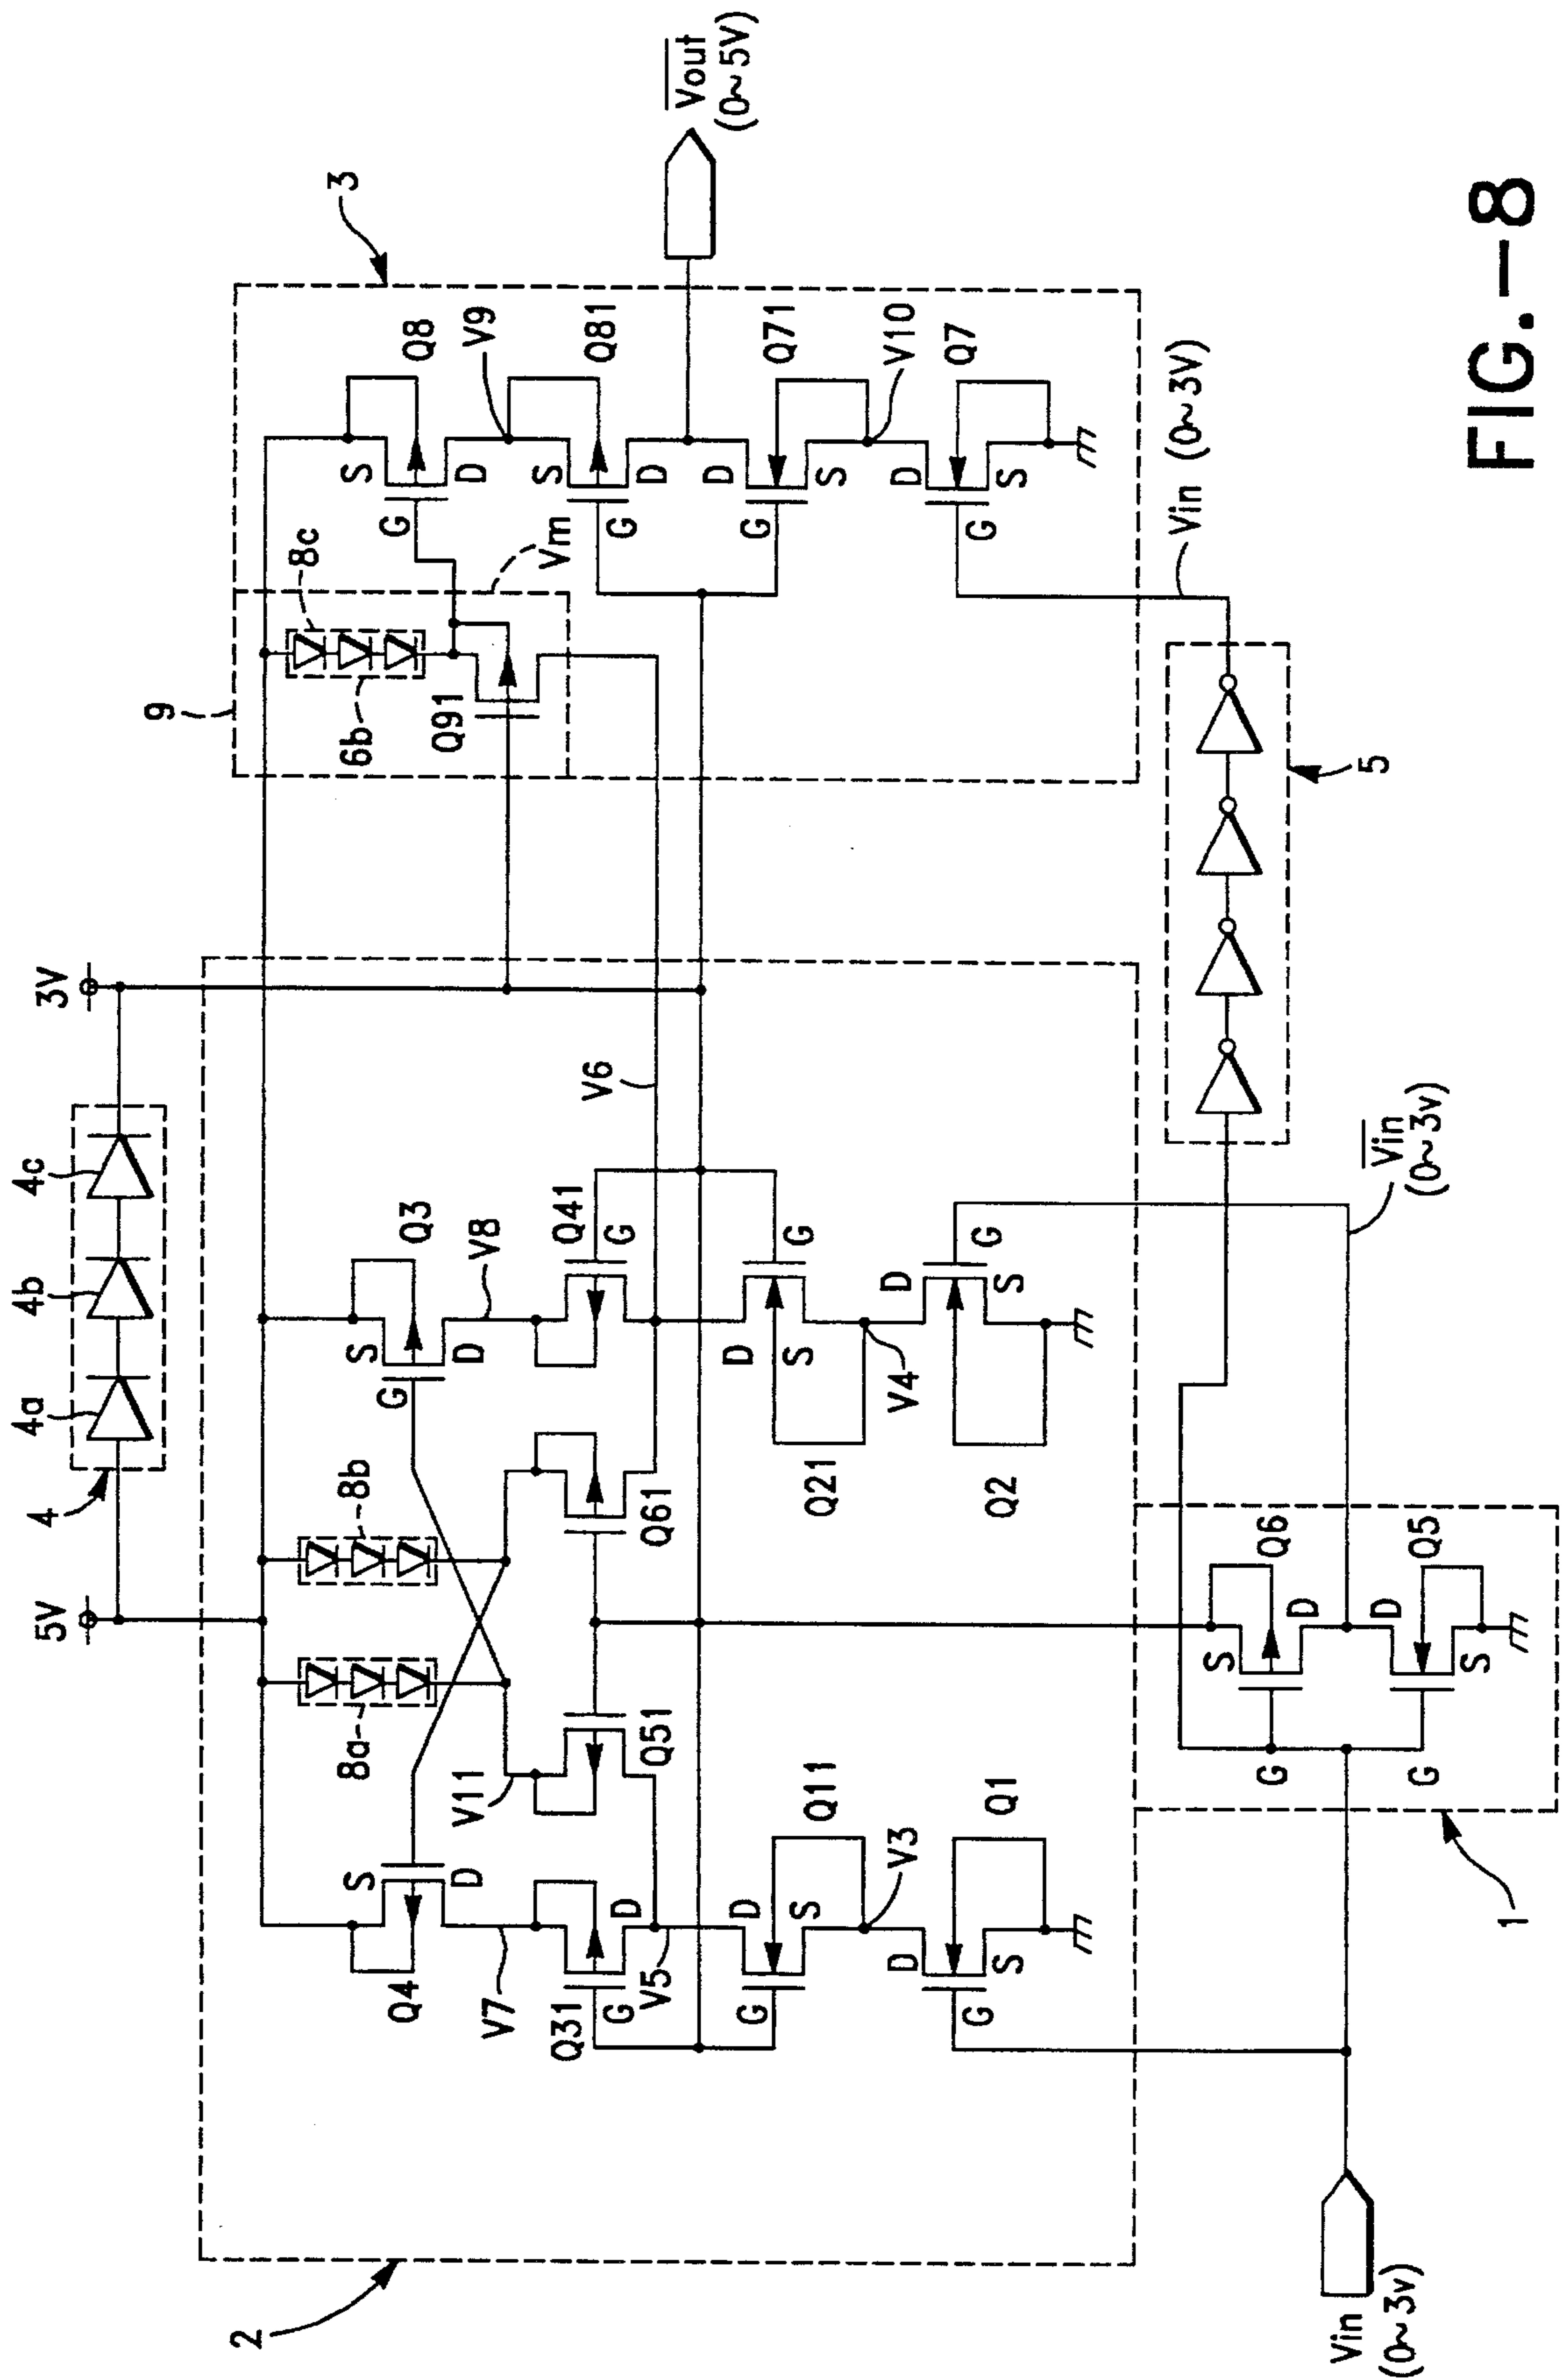 5V
4
4a
4b
4c
3V
2
Q4
S
D
V7
Q31
G
D
V5
8a
8b
V11
Q51
Q61
S
G
D
Q3
V8
Q41
G
V6
G
D
S
Q11
V3
D
G
S
Q1
D
S
G
Q21
V4
D
S
G
Q2
9
6b
8c
Q91
Vm
3
S
G
D
Q8
V9
S
G
D
Q81
D
G
S
Q71
V10
D
G
S
Q7
Vout
(0~5V)
Vin (0~3V)
5
Vin
(0~3v)
1
S
D
G
Q6
D
G
S
Q5
Vin
(0~3v)
FIG.-8